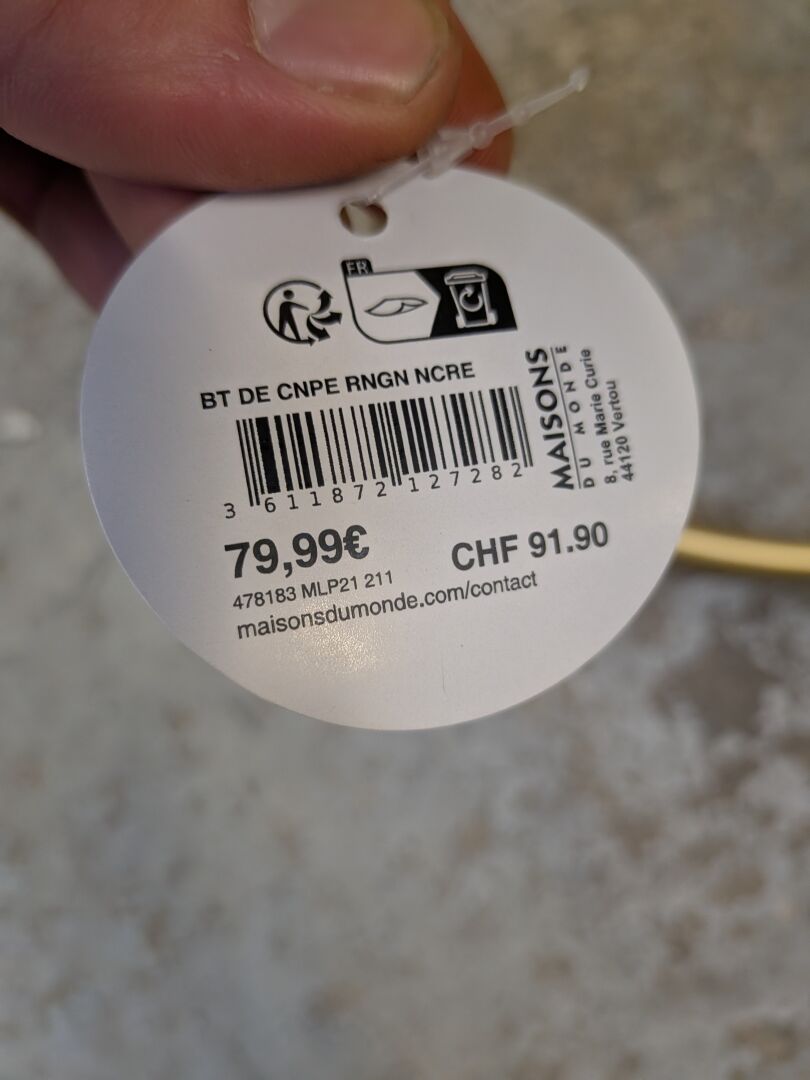 FR
BT DE CNPE RNGN NCRE
3 611872 127282
79,99€
CHF 91.90
478183 MLP21 211
maisonsdumonde.com/contact
MAISONS
DU MONDE
8, rue Marie Curie
44120 Vertou